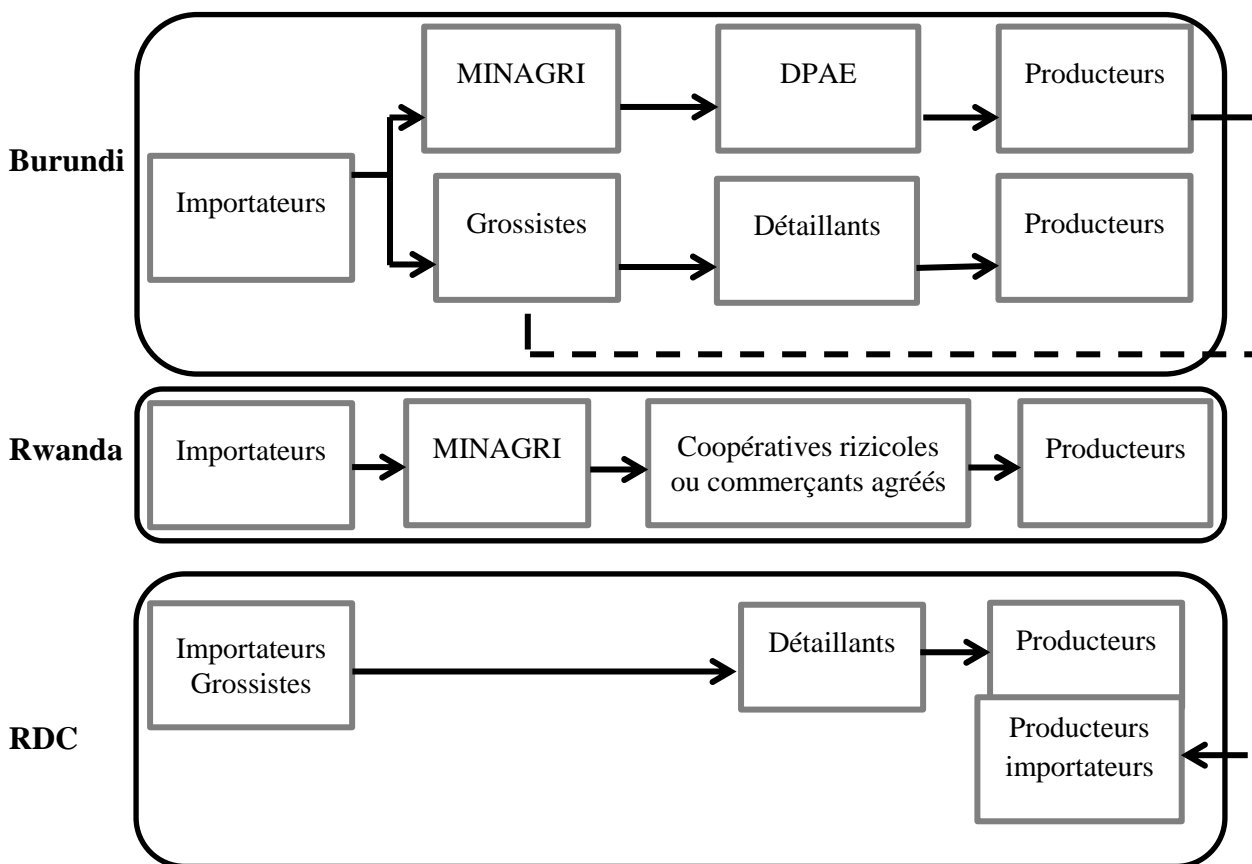 MINAGRI
DPAE
Producteurs
Burundi
Importateurs
Grossistes
Détaillants
Producteurs
Rwanda
Importateurs
MINAGRI
Coopératives rizicoles
ou commerçants agréés
Producteurs
Importateurs
Grossistes
Détaillants
Producteurs
RDC
Producteurs
importateurs